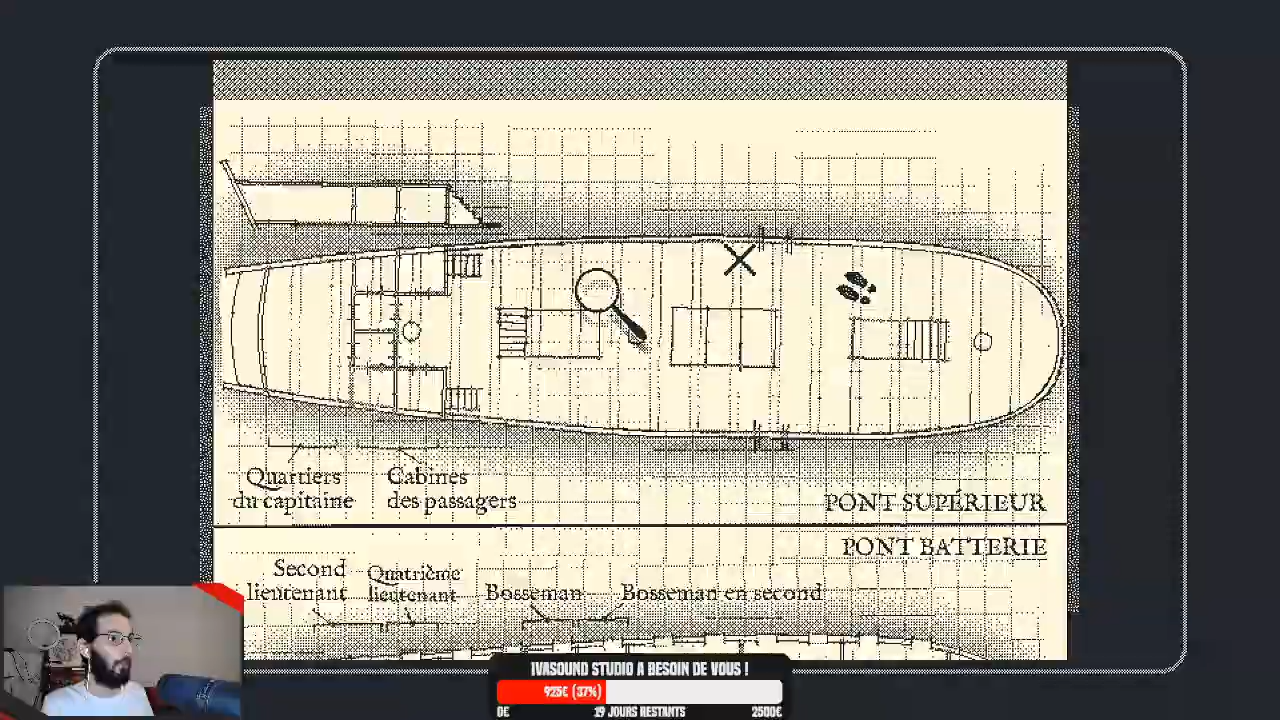 Quartiers
du capitaine
Cabines
des passagers
PONT SUPÉRIEUR
PONT BATTERIE
Second
lieutenant
Quatrième
lieutenant
Bosseman
Bosseman en second
IVASOUND STUDIO A BESOIN DE VOUS !
925€ (37%)
0€
19 JOURS RESTANTS
2500€